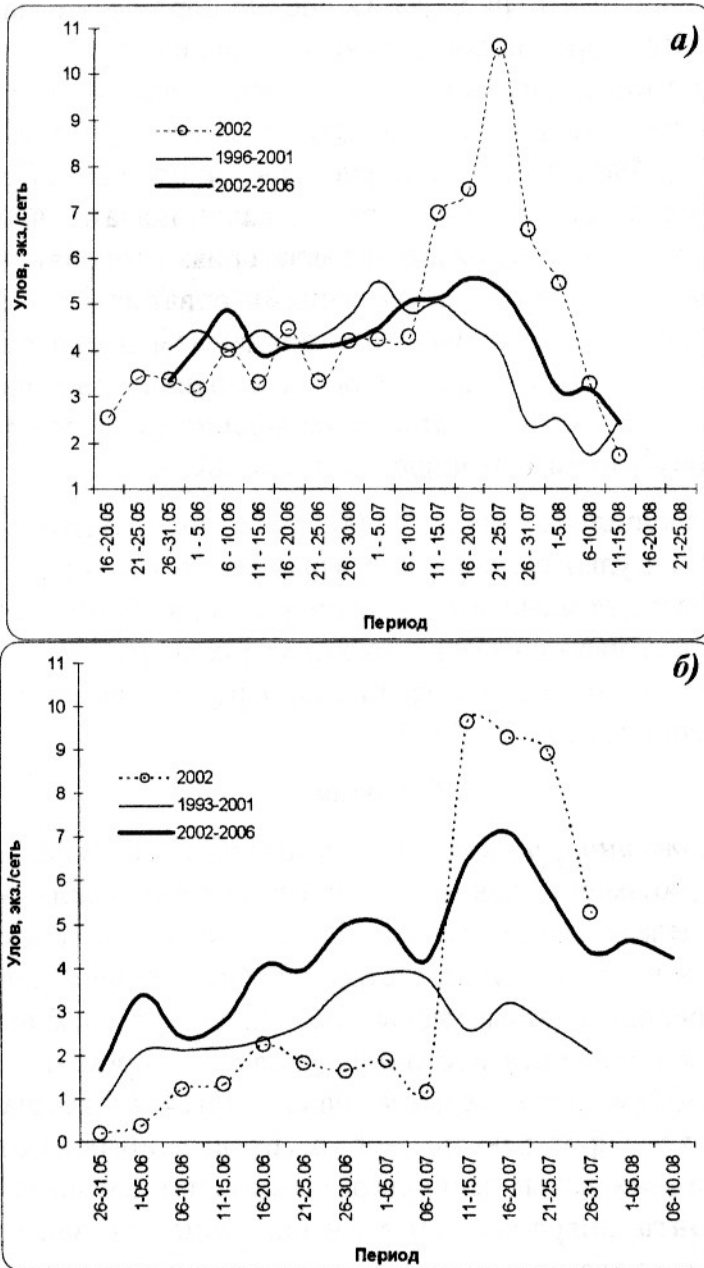 а)
11
10
9
8
7
6
5
4
3
2
1
Улов, экз./сеть
2002
1996-2001
2002-2006
16 -20.05
21 -25.05
26 -31.05
1 - 5.06
6 - 10.06
11 - 15.06
16 - 20.06
21 - 25.06
26 - 30.06
1 - 5.07
6 - 10.07
11 - 15.07
16 - 20.07
21 - 25.07
26 - 31.07
1-5.08
6-10.08
11-15.08
16-20.08
21-25.08
Период
б)
11
10
9
8
7
6
5
4
3
2
1
0
Улов, экз./сеть
2002
1993-2001
2002-2006
26-31.05
1-05.06
06-10.06
11-15.06
16-20.06
21-25.06
26-30.06
1-05.07
06-10.07
11-15.07
16-20.07
21-25.07
26-31.07
1-05.08
06-10.08
Период